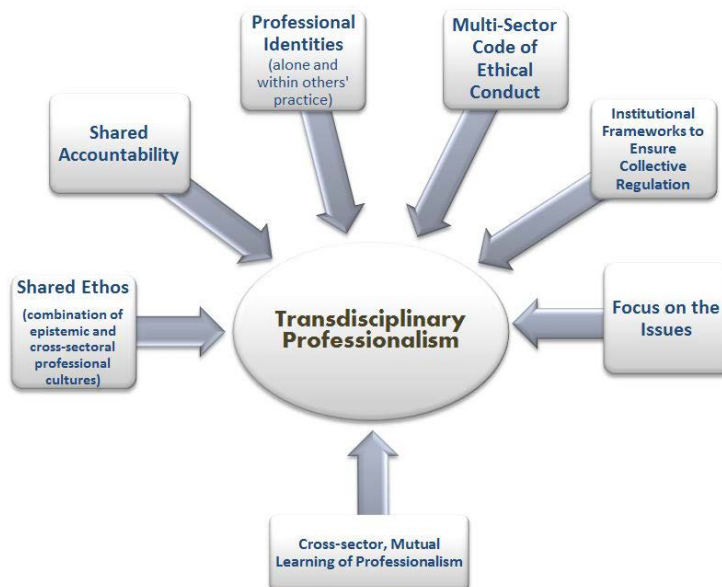 Professional
Identities
(alone and
within others'
practice)
Multi-Sector
Code of
Ethical
Conduct
Shared
Accountability
Institutional
Frameworks to
Ensure
Collective
Regulation
Shared Ethos
(combination of
epistemic and
cross-sectoral
professional
cultures)
Transdisciplinary
Professionalism
Focus on the
Issues
Cross-sector, Mutual
Learning of Professionalism